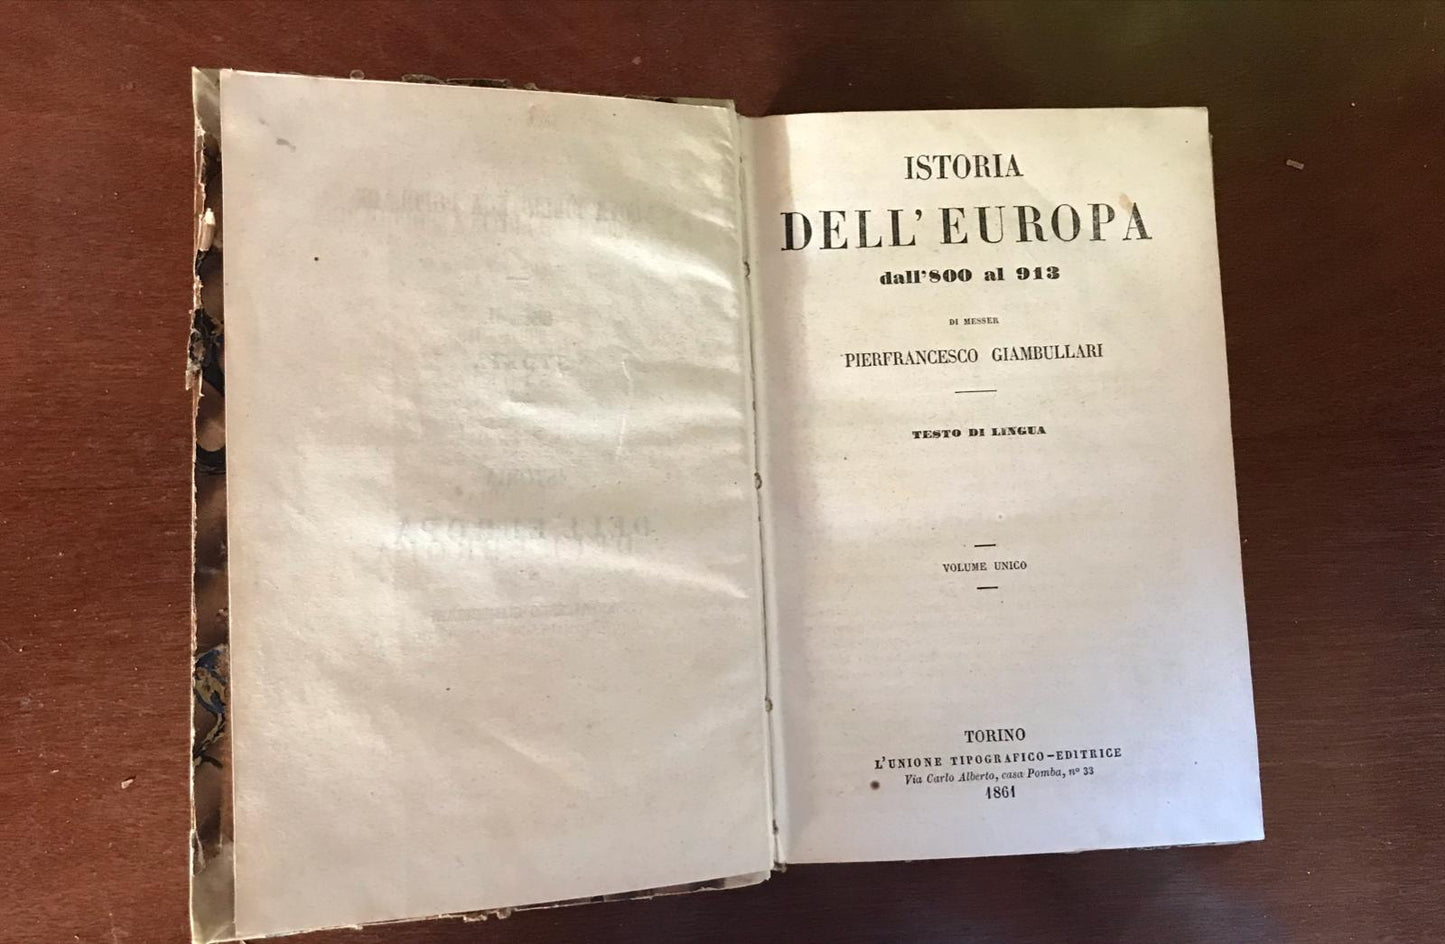 ISTORIA
DELL'EUROPA
dall'800 al 913
DI MESSER
PIERFRANCESCO GIAMBULLARI
TESTO DI LINGUA
VOLUME UNICO
TORINO
L'UNIONE TIPOGRAFICO-EDITRICE
Via Carlo Alberto, casa Pomba, nº 33
1861